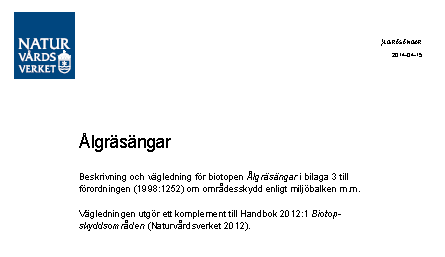 NATUR
VÅRDS
VERKET
ÅLGRÄSÄNGAR
2014-04-15
Ålgräsängar
Beskrivning och vägledning för biotopen Ålgräsängar i bilaga 3 till
förordningen (1998:1252) om områdesskydd enligt miljöbalken m.m.
Vägledningen utgör ett komplement till Handbok 2012:1 Biotop-
skyddsområden (Naturvårdsverket 2012).